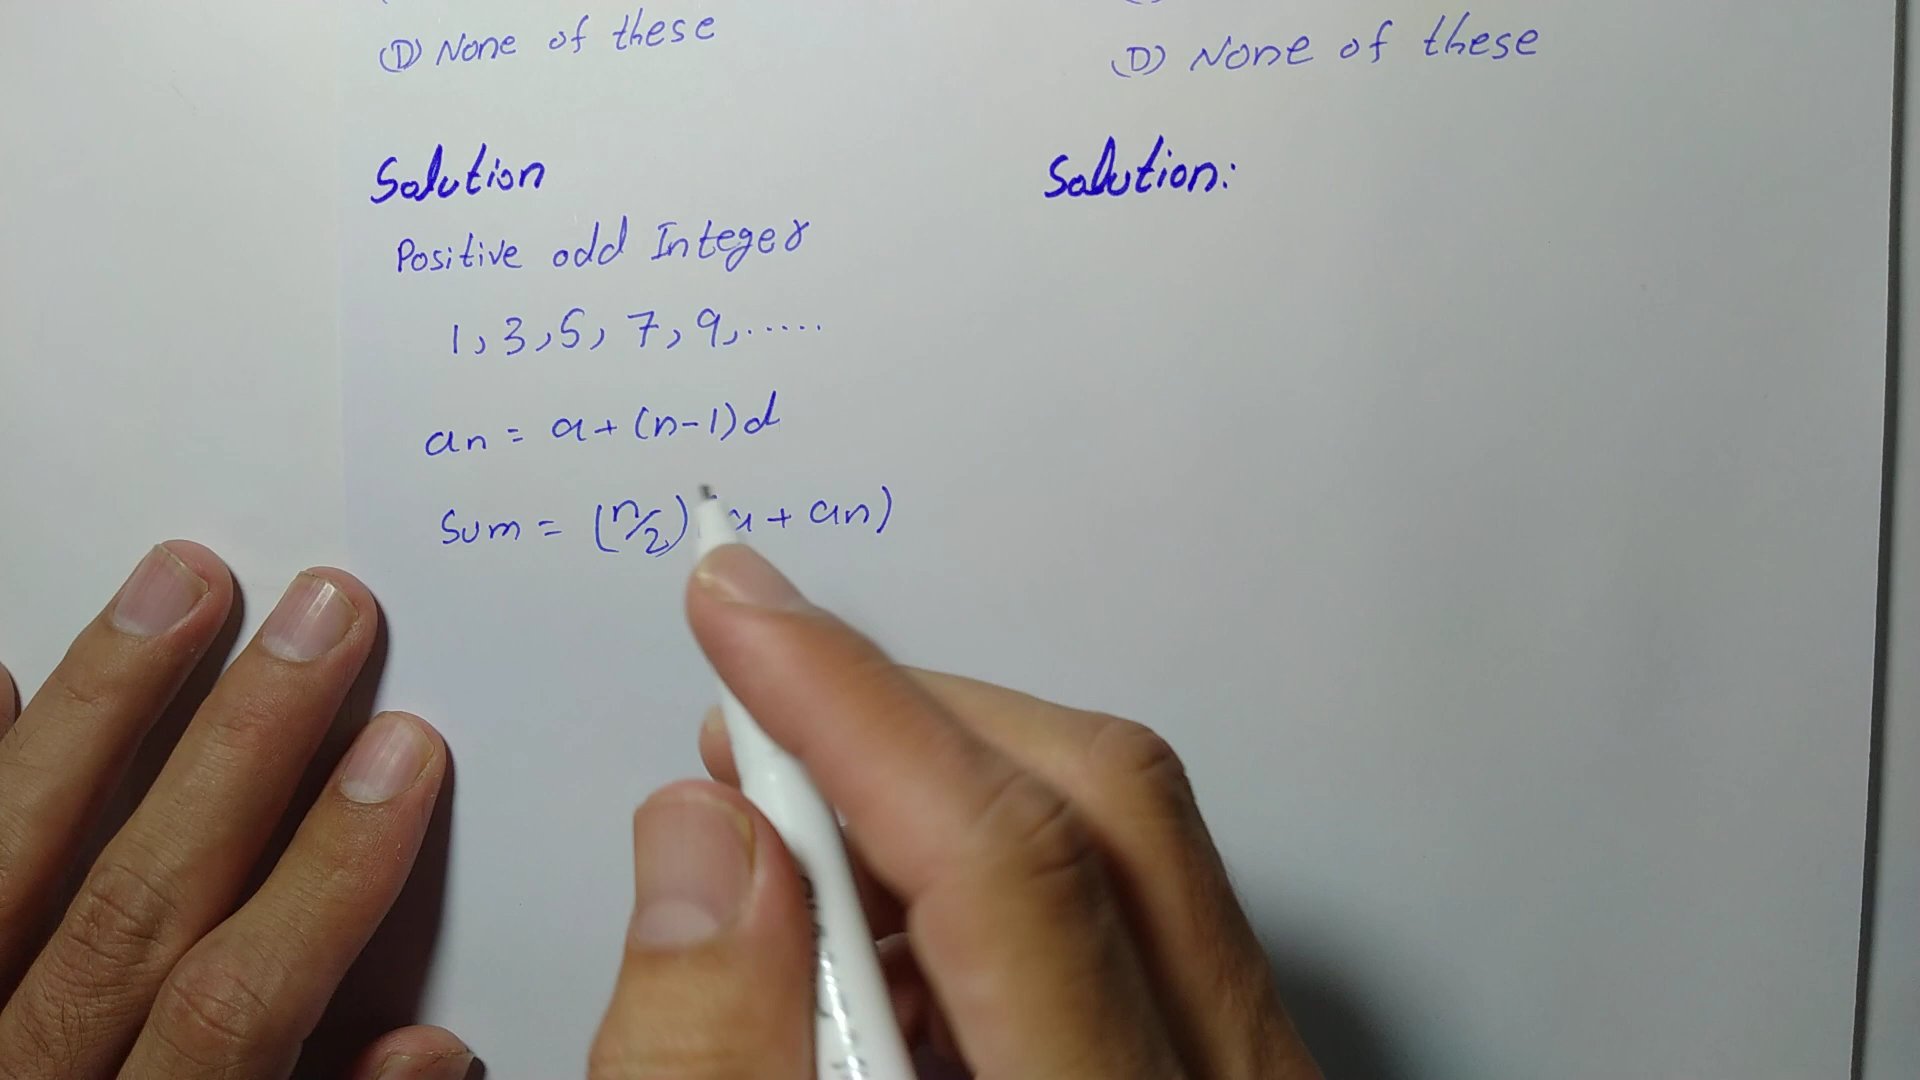 (D) None of these
(D) None of these
Solution
Positive odd Integer
1, 3, 5, 7, 9, .....
an = a + (n-1)d
Sum = (n/2) (a + an)
Solution: